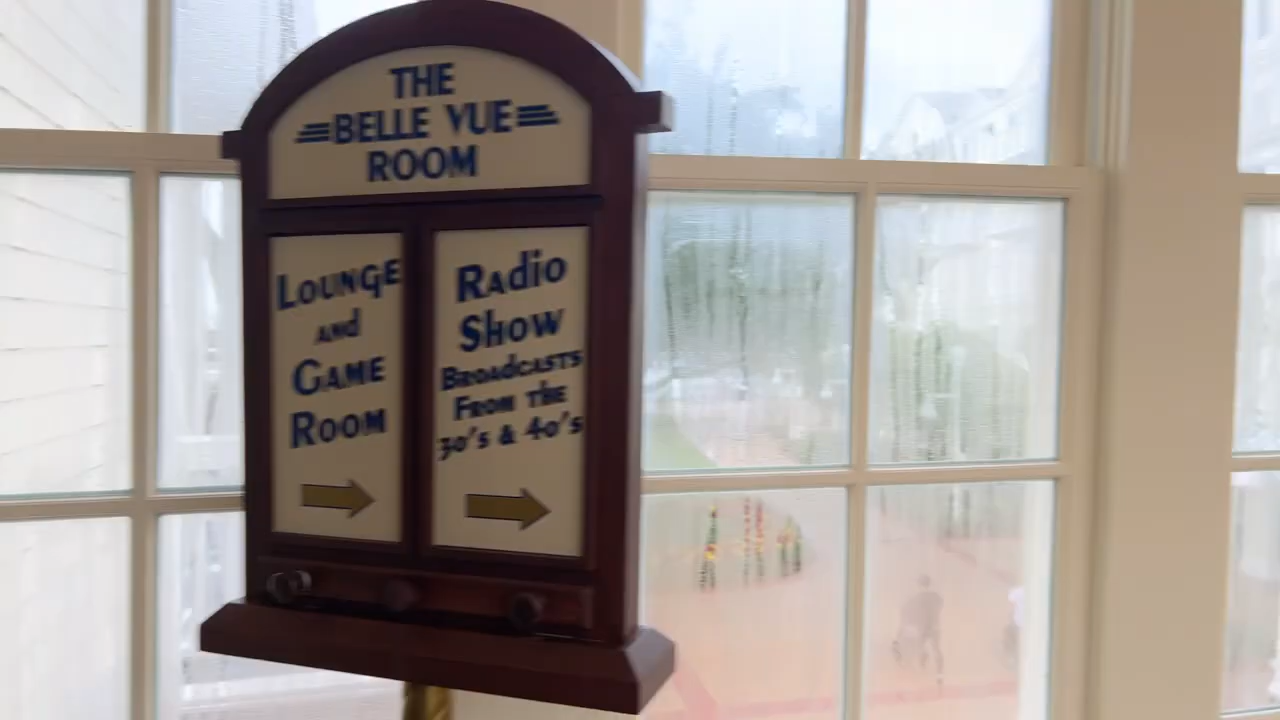 THE
BELLE VUE
ROOM
LOUNGE
AND
GAME
ROOM
RADIO
SHOW
BROADCASTS
FROM THE
30's & 40's